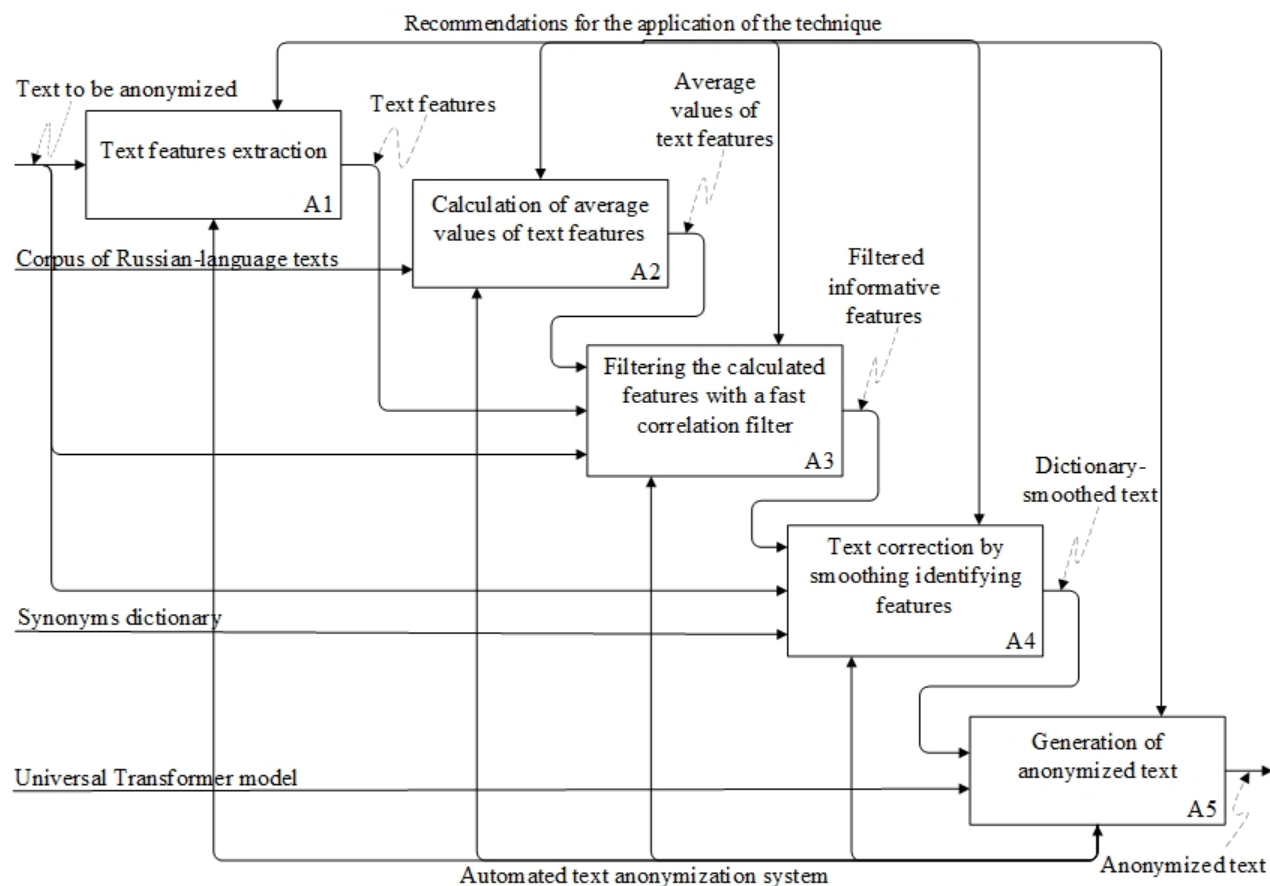 Recommendations for the application of the technique
Text to be anonymized
Text features
Average
values of
text features
Text features extraction
A1
Calculation of average
values of text features
A2
Corpus of Russian-language texts
Filtered
informative
features
Filtering the calculated
features with a fast
correlation filter
A3
Dictionary-
smoothed text
Text correction by
smoothing identifying
features
A4
Synonyms dictionary
Generation of
anonymized text
A5
Universal Transformer model
Anonymized text
Automated text anonymization system